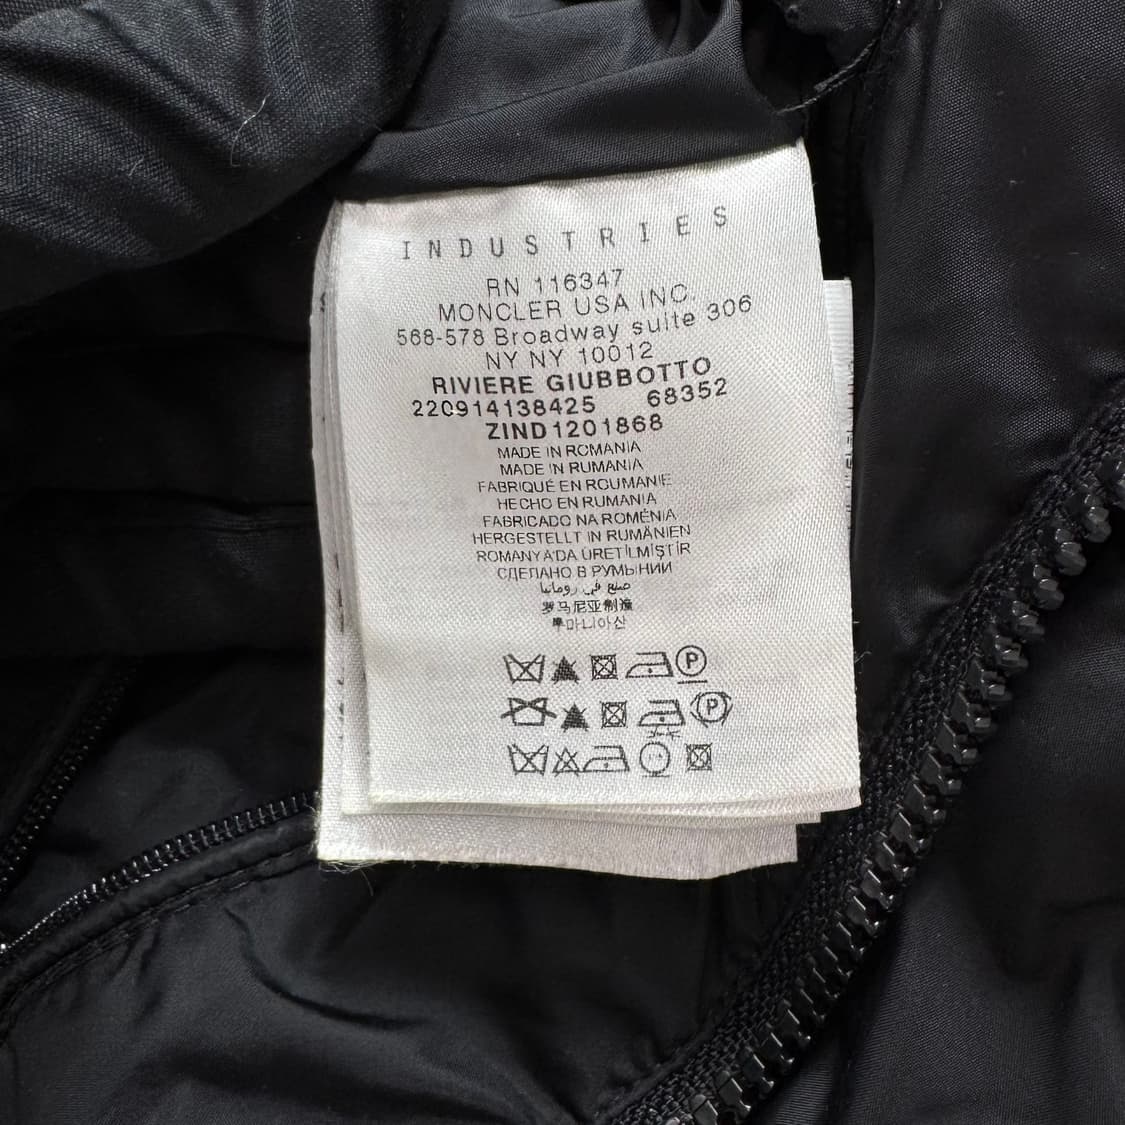 INDUSTRIES
RN 116347
MONCLER USA INC.
568-578 Broadway suite 306
NY NY 10012
RIVIERE GIUBBOTTO
220914138425 68352
ZIND1201868
MADE IN ROMANIA
MADE IN RUMANIA
FABRIQUÉ EN ROUMANIE
HECHO EN RUMANIA
FABRICADO NA ROMÉNIA
HERGESTELLT IN RUMÄNIEN
ROMANYA'DA ÜRETİLMİŞTİR
СДЕЛАНО В РУМЫНИИ
صنع في رومانيا
罗马尼亚制造
루마니아산
P
P